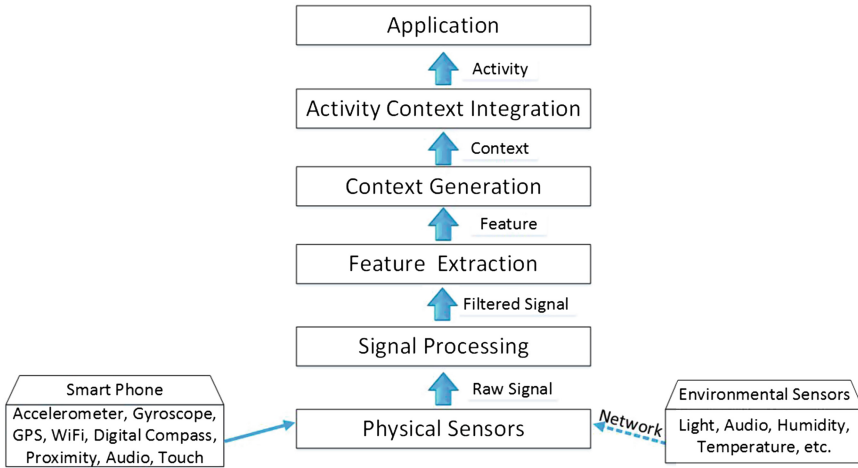 Application
Activity
Activity Context Integration
Context
Context Generation
Feature
Feature Extraction
Filtered Signal
Signal Processing
Raw Signal
Physical Sensors
Smart Phone
Accelerometer, Gyroscope,
GPS, WiFi, Digital Compass,
Proximity, Audio, Touch
Network
Environmental Sensors
Light, Audio, Humidity,
Temperature, etc.